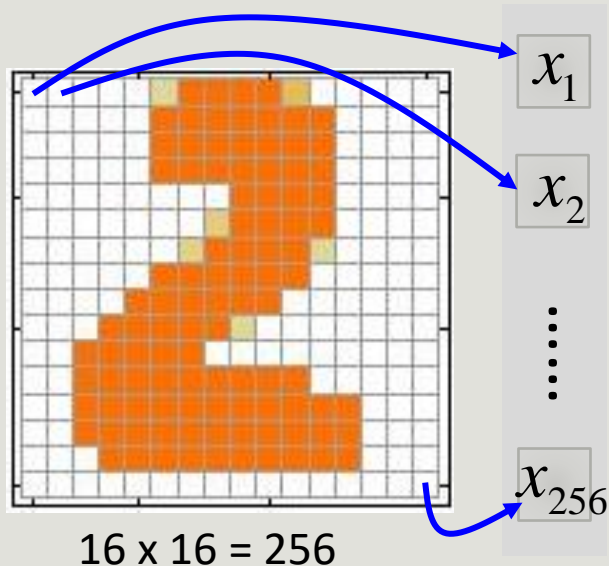 x₁
x₂
⋮
x₂₅₆
16 x 16 = 256